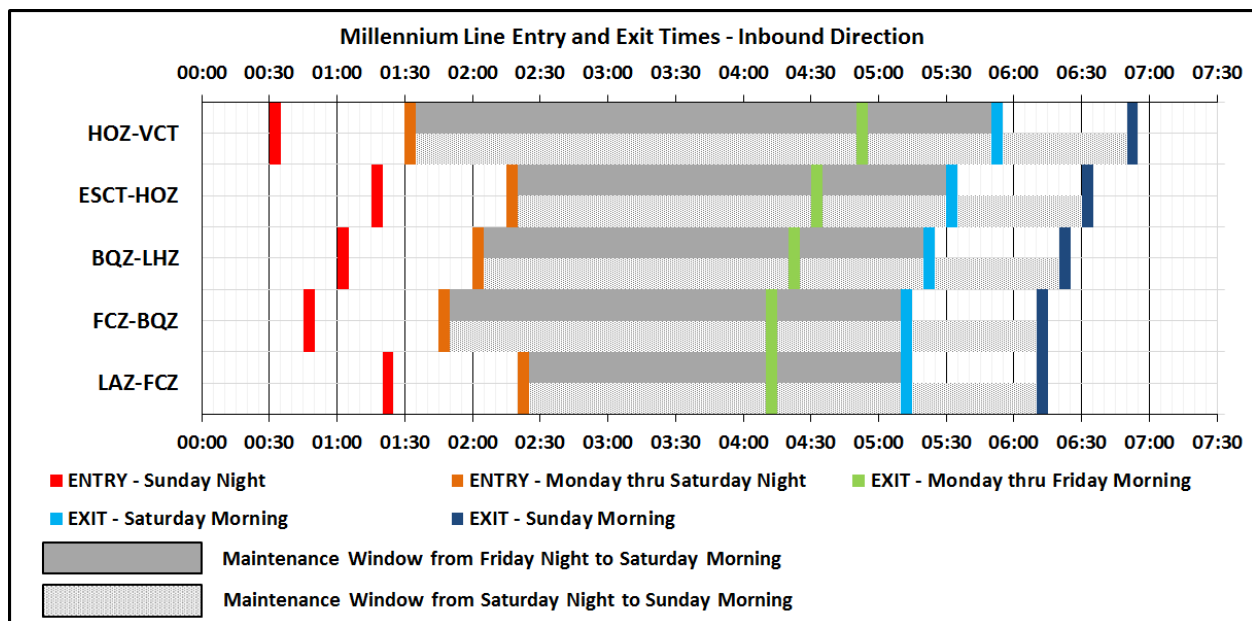 Millennium Line Entry and Exit Times - Inbound Direction
00:00 00:30 01:00 01:30 02:00 02:30 03:00 03:30 04:00 04:30 05:00 05:30 06:00 06:30 07:00 07:30
HOZ-VCT
ESCT-HOZ
BQZ-LHZ
FCZ-BQZ
LAZ-FCZ
00:00 00:30 01:00 01:30 02:00 02:30 03:00 03:30 04:00 04:30 05:00 05:30 06:00 06:30 07:00 07:30
ENTRY - Sunday Night ENTRY - Monday thru Saturday Night EXIT - Monday thru Friday Morning
EXIT - Saturday Morning EXIT - Sunday Morning
Maintenance Window from Friday Night to Saturday Morning
Maintenance Window from Saturday Night to Sunday Morning